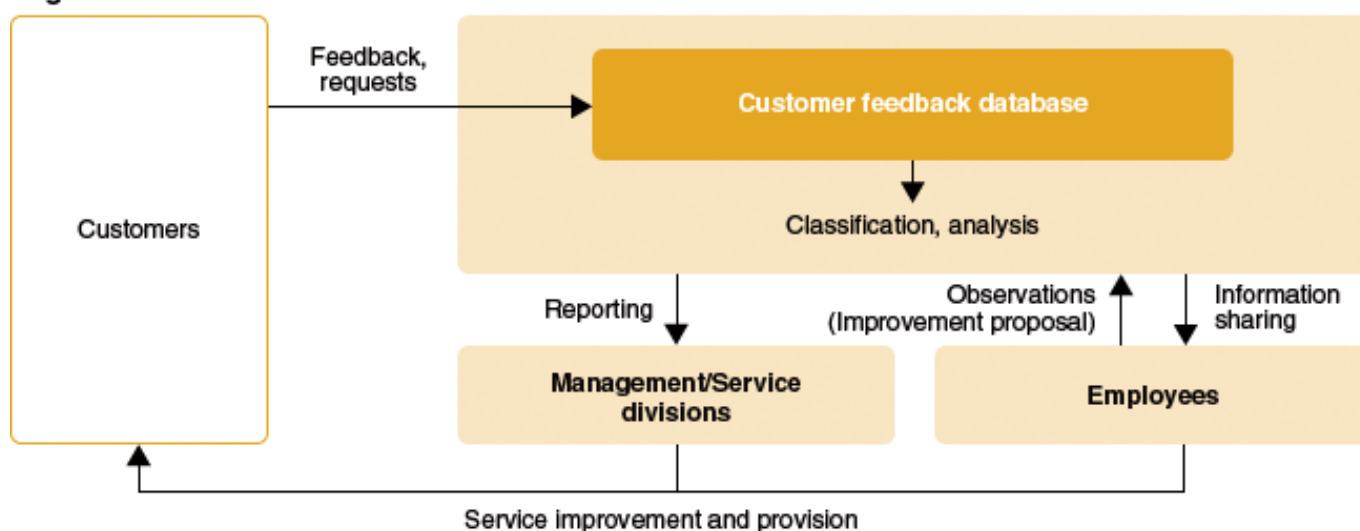 Feedback,
requests
Customer feedback database
Customers
Classification, analysis
Reporting
Observations
(Improvement proposal)
Information
sharing
Management/Service
divisions
Employees
Service improvement and provision